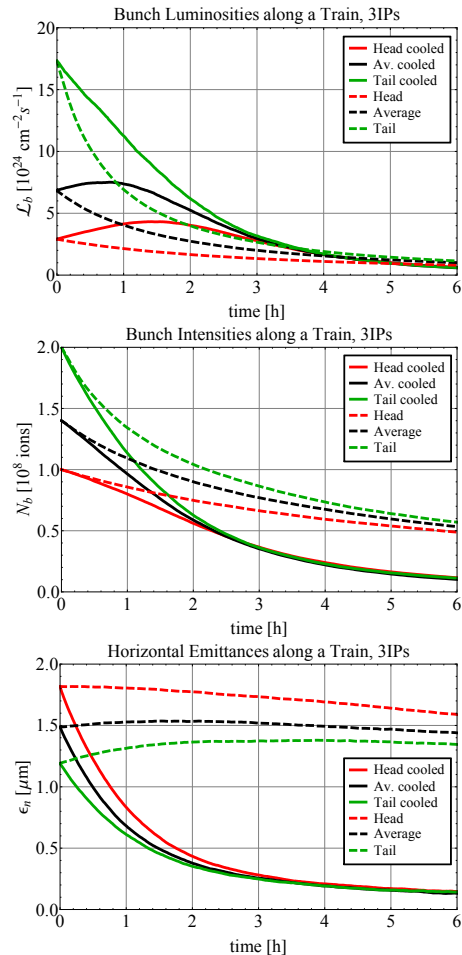 Bunch Luminosities along a Train, 3IPs
20
15
10
5
0
ℒb [10²⁴ cm⁻²s⁻¹]
Head cooled
Av. cooled
Tail cooled
Head
Average
Tail
0 1 2 3 4 5 6
time [h]
Bunch Intensities along a Train, 3IPs
2.0
1.5
1.0
0.5
0.0
Nb [10⁸ ions]
Head cooled
Av. cooled
Tail cooled
Head
Average
Tail
0 1 2 3 4 5 6
time [h]
Horizontal Emittances along a Train, 3IPs
2.0
1.5
1.0
0.5
0.0
ϵn [μm]
Head cooled
Av. cooled
Tail cooled
Head
Average
Tail
0 1 2 3 4 5 6
time [h]